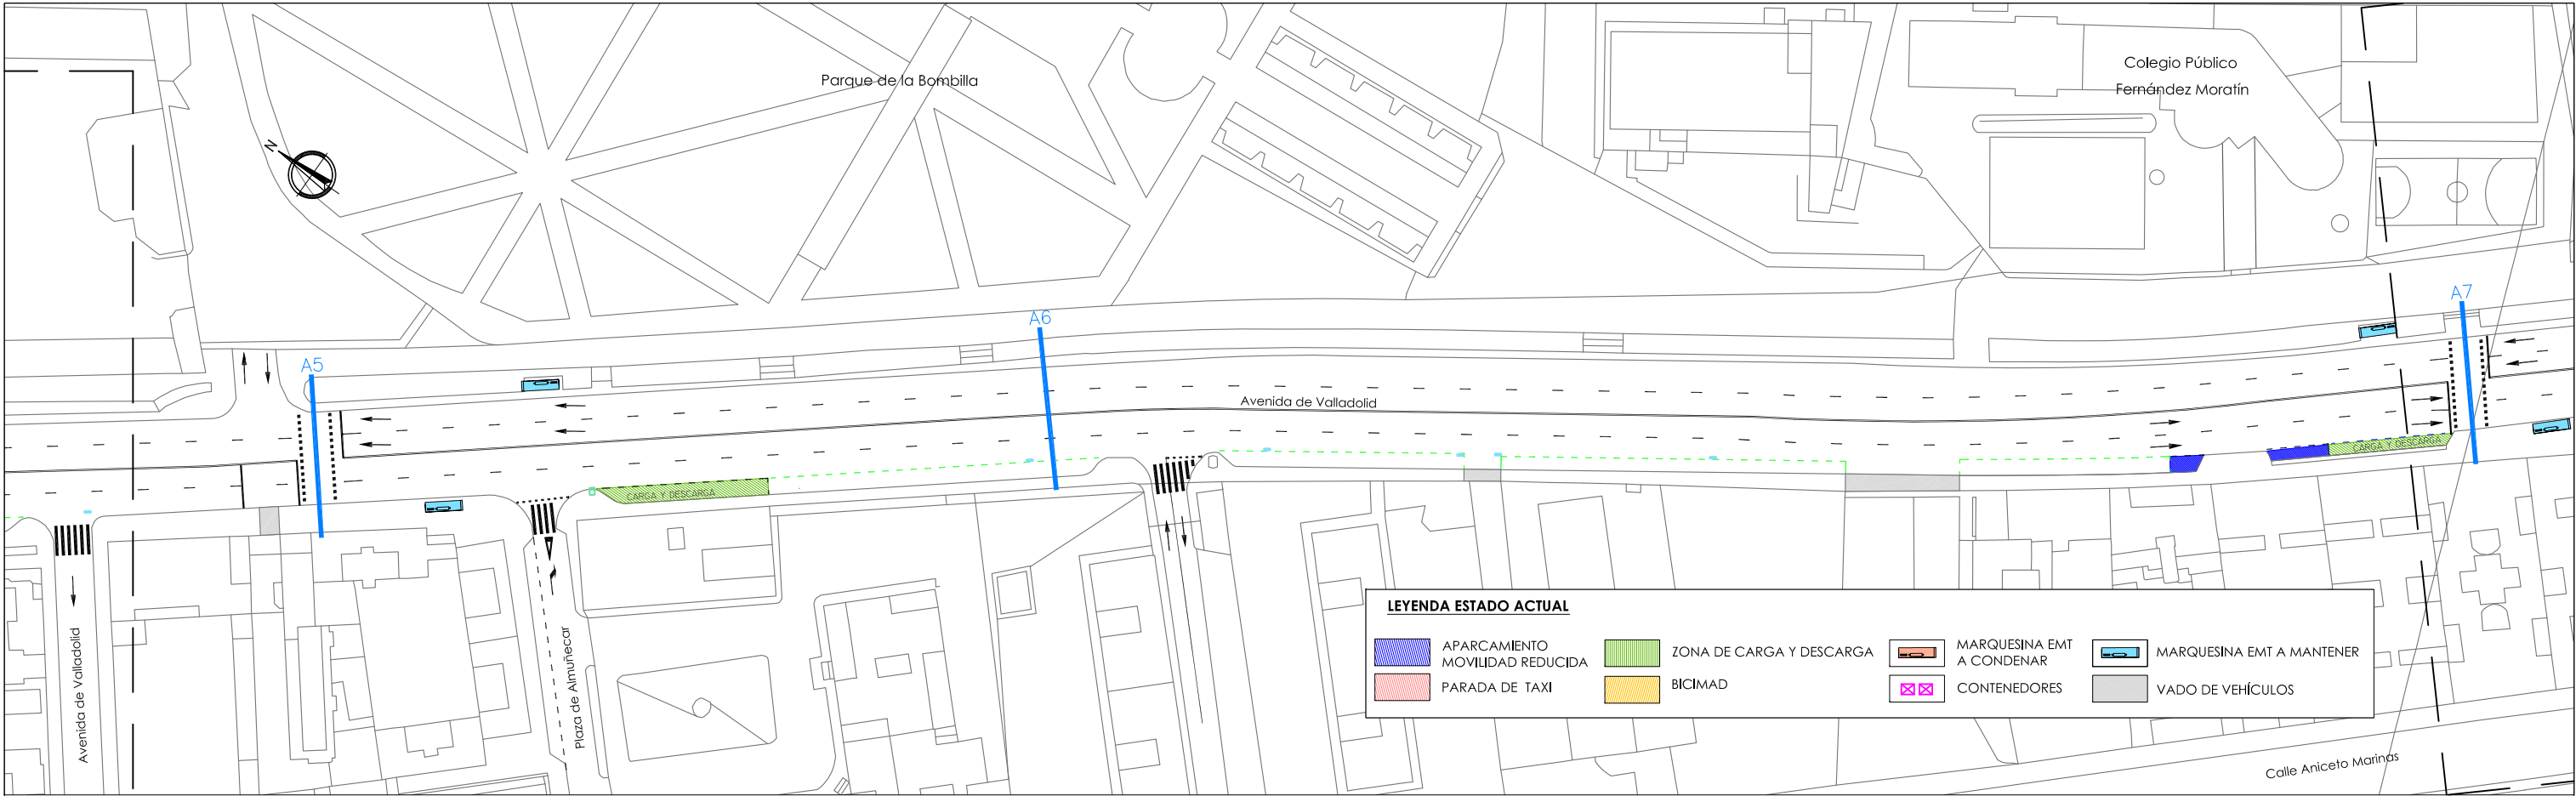 Parque de la Bombilla
Colegio Público
Fernández Moratín
N
A5
A6
A7
Avenida de Valladolid
CARGA Y DESCARGA
CARGA Y DESCARGA
Avenida de Valladolid
Plaza de Almuñecar
LEYENDA ESTADO ACTUAL
APARCAMIENTO
MOVILIDAD REDUCIDA
ZONA DE CARGA Y DESCARGA
MARQUESINA EMT
A CONDENAR
MARQUESINA EMT A MANTENER
PARADA DE TAXI
BICIMAD
CONTENEDORES
VADO DE VEHÍCULOS
Calle Aniceto Marinas